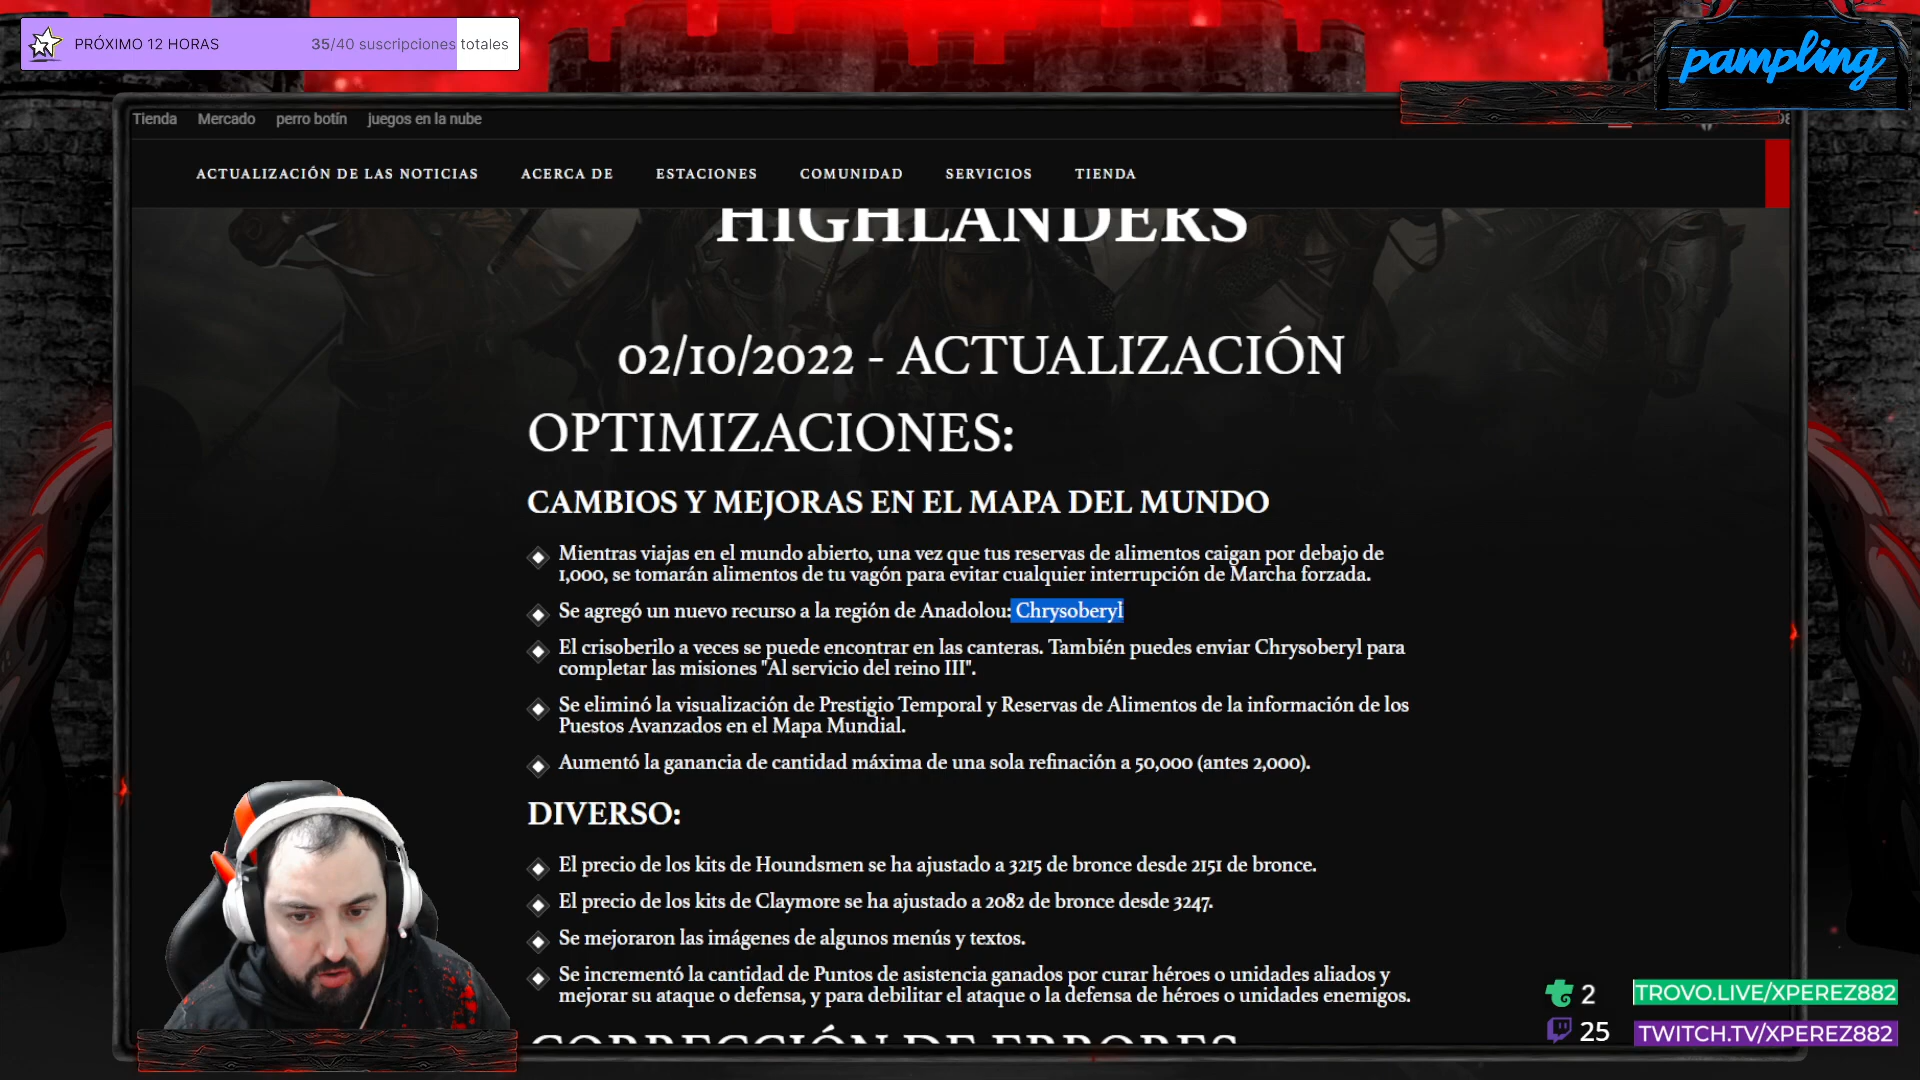 PRÓXIMO 12 HORAS 35/40 suscripciones totales
pampling
Tienda Mercado perro botín juegos en la nube
ACTUALIZACIÓN DE LAS NOTICIAS ACERCA DE ESTACIONES COMUNIDAD SERVICIOS TIENDA
HIGHLANDERS
02/10/2022 - ACTUALIZACIÓN
OPTIMIZACIONES:
CAMBIOS Y MEJORAS EN EL MAPA DEL MUNDO
Mientras viajas en el mundo abierto, una vez que tus reservas de alimentos caigan por debajo de
1,000, se tomarán alimentos de tu vagón para evitar cualquier interrupción de Marcha forzada.
Se agregó un nuevo recurso a la región de Anadolou: Chrysoberyl
El crisoberilo a veces se puede encontrar en las canteras. También puedes enviar Chrysoberyl para
completar las misiones "Al servicio del reino III".
Se eliminó la visualización de Prestigio Temporal y Reservas de Alimentos de la información de los
Puestos Avanzados en el Mapa Mundial.
Aumentó la ganancia de cantidad máxima de una sola refinación a 50,000 (antes 2,000).
DIVERSO:
El precio de los kits de Houndsmen se ha ajustado a 3215 de bronce desde 2151 de bronce.
El precio de los kits de Claymore se ha ajustado a 2082 de bronce desde 3247.
Se mejoraron las imágenes de algunos menús y textos.
Se incrementó la cantidad de Puntos de asistencia ganados por curar héroes o unidades aliados y
mejorar su ataque o defensa, y para debilitar el ataque o la defensa de héroes o unidades enemigos.
CORRECCIÓN DE ERRORES
2 TROVO.LIVE/XPEREZ882
25 TWITCH.TV/XPEREZ882